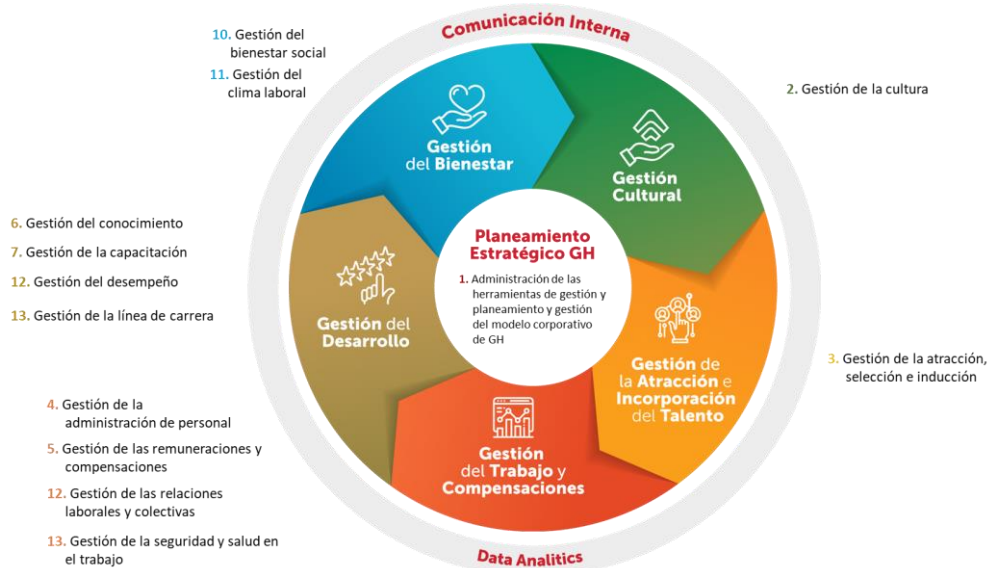 Comunicación Interna
10. Gestión del
bienestar social
11. Gestión del
clima laboral
2. Gestión de la cultura
Gestión
del Bienestar
Gestión
Cultural
6. Gestión del conocimiento
7. Gestión de la capacitación
12. Gestión del desempeño
13. Gestión de la línea de carrera
Planeamiento
Estratégico GH
1. Administración de las
herramientas de gestión y
planeamiento y gestión
del modelo corporativo
de GH
Gestión del
Desarrollo
Gestión de
la Atracción e
Incorporación
del Talento
3. Gestión de la atracción,
selección e inducción
4. Gestión de la
administración de personal
5. Gestión de las remuneraciones y
compensaciones
12. Gestión de las relaciones
laborales y colectivas
13. Gestión de la seguridad y salud en
el trabajo
Gestión
del Trabajo y
Compensaciones
Data Analitics